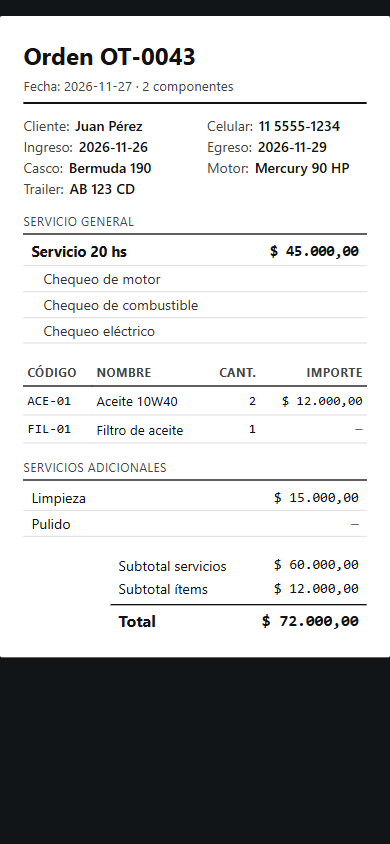 Orden OT-0043
Fecha: 2026-11-27 · 2 componentes
Cliente: Juan Pérez Celular: 11 5555-1234
Ingreso: 2026-11-26 Egreso: 2026-11-29
Casco: Bermuda 190 Motor: Mercury 90 HP
Trailer: AB 123 CD
SERVICIO GENERAL
Servicio 20 hs $ 45.000,00
Chequeo de motor
Chequeo de combustible
Chequeo eléctrico
CÓDIGO NOMBRE CANT. IMPORTE
ACE-01 Aceite 10W40 2 $ 12.000,00
FIL-01 Filtro de aceite 1 —
SERVICIOS ADICIONALES
Limpieza $ 15.000,00
Pulido —
Subtotal servicios $ 60.000,00
Subtotal ítems $ 12.000,00
Total $ 72.000,00